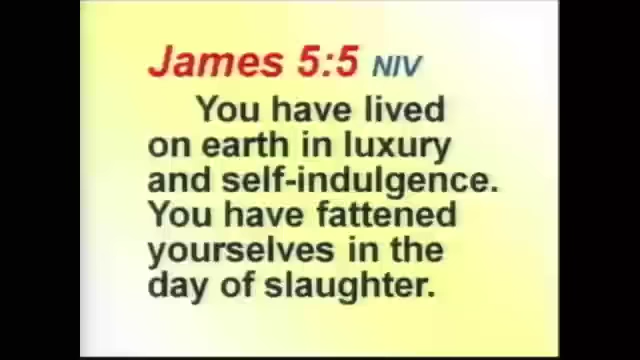 James 5:5 NIV
You have lived
on earth in luxury
and self-indulgence.
You have fattened
yourselves in the
day of slaughter.